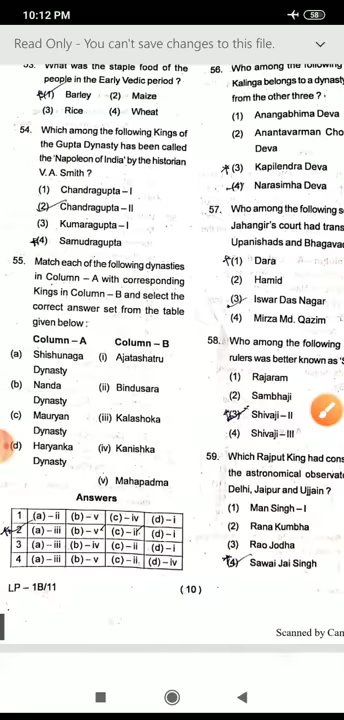 10:12 PM
58
Read Only - You can't save changes to this file.
53. What was the staple food of the
people in the Early Vedic period ?
(1) Barley (2) Maize
(3) Rice (4) Wheat
54. Which among the following Kings of
the Gupta Dynasty has been called
the 'Napoleon of India' by the historian
V. A. Smith ?
(1) Chandragupta – I
(2) Chandragupta – II
(3) Kumaragupta – I
(4) Samudragupta
55. Match each of the following dynasties
in Column – A with corresponding
Kings in Column – B and select the
correct answer set from the table
given below :
Column – A Column – B
(a) Shishunaga (i) Ajatashatru
Dynasty
(b) Nanda (ii) Bindusara
Dynasty
(c) Mauryan (iii) Kalashoka
Dynasty
(d) Haryanka (iv) Kanishka
Dynasty
(v) Mahapadma
Answers
1 (a) – ii (b) – v (c) – iv (d) – i
2 (a) – iii (b) – v (c) – ii (d) – i
3 (a) – iii (b) – iv (c) – ii (d) – i
4 (a) – iii (b) – v (c) – ii (d) – iv
LP – 1B/11 (10)
56. Who among the following
Kalinga belongs to a dynasty
from the other three ?
(1) Anangabhima Deva
(2) Anantavarman Cho
Deva
(3) Kapilendra Deva
(4) Narasimha Deva
57. Who among the following s
Jahangir's court had trans
Upanishads and Bhagava
(1) Dara
(2) Hamid
(3) Iswar Das Nagar
(4) Mirza Md. Qazim
58. Who among the following
rulers was better known as 'S
(1) Rajaram
(2) Sambhaji
(3) Shivaji – II
(4) Shivaji – III
59. Which Rajput King had cons
the astronomical observat
Delhi, Jaipur and Ujjain ?
(1) Man Singh – I
(2) Rana Kumbha
(3) Rao Jodha
(4) Sawai Jai Singh
Scanned by Cam